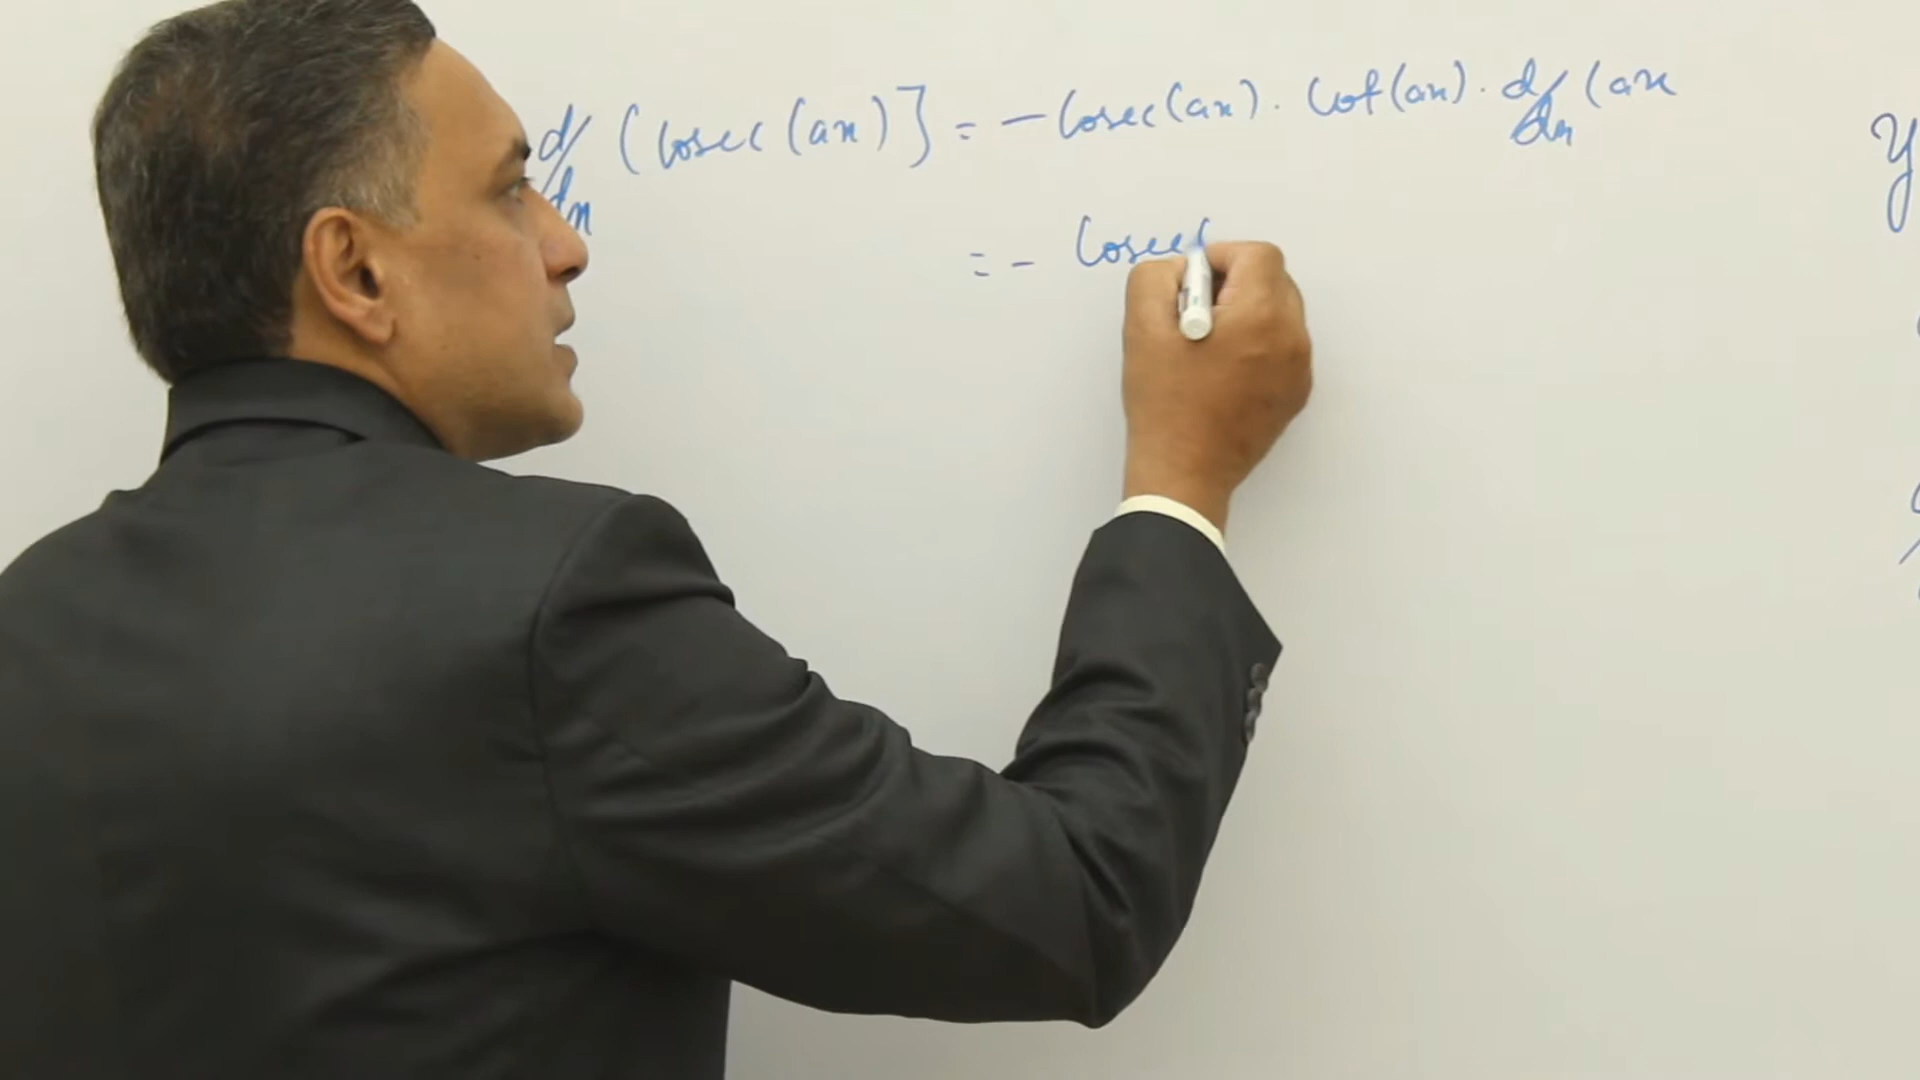 d/dx (cosec(ax)] = - cosec(ax) . cot(ax) . d/dx (ax
= - cosec(
y